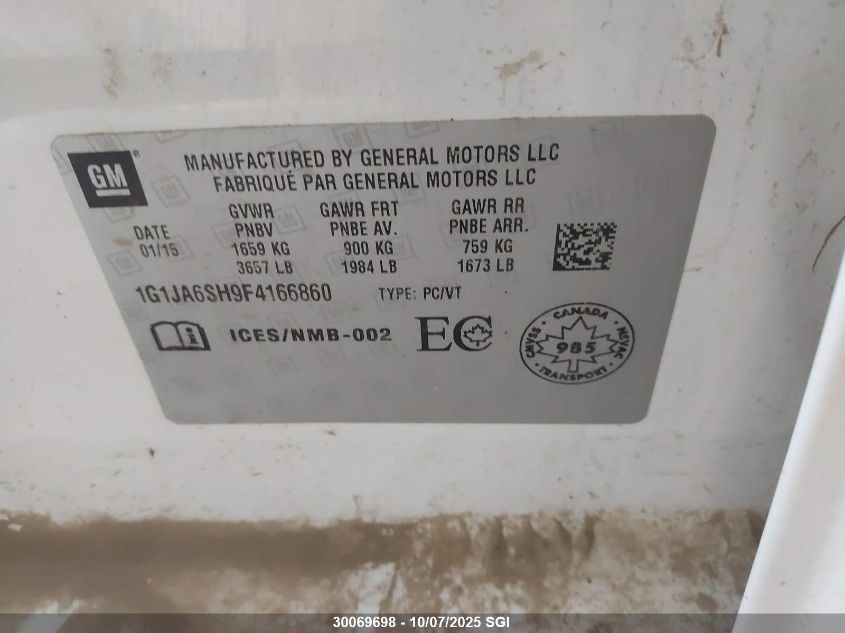 GM
MANUFACTURED BY GENERAL MOTORS LLC
FABRIQUÉ PAR GENERAL MOTORS LLC
DATE
01/15
GVWR
PNBV
1659 KG
3657 LB
GAWR FRT
PNBE AV.
900 KG
1984 LB
GAWR RR
PNBE ARR.
759 KG
1673 LB
1G1JA6SH9F4166860 TYPE: PC/VT
ICES/NMB-002
EC
CANADA
CMVSS
985
NSVAC
TRANSPORT
30069698 - 10/07/2025 SGI